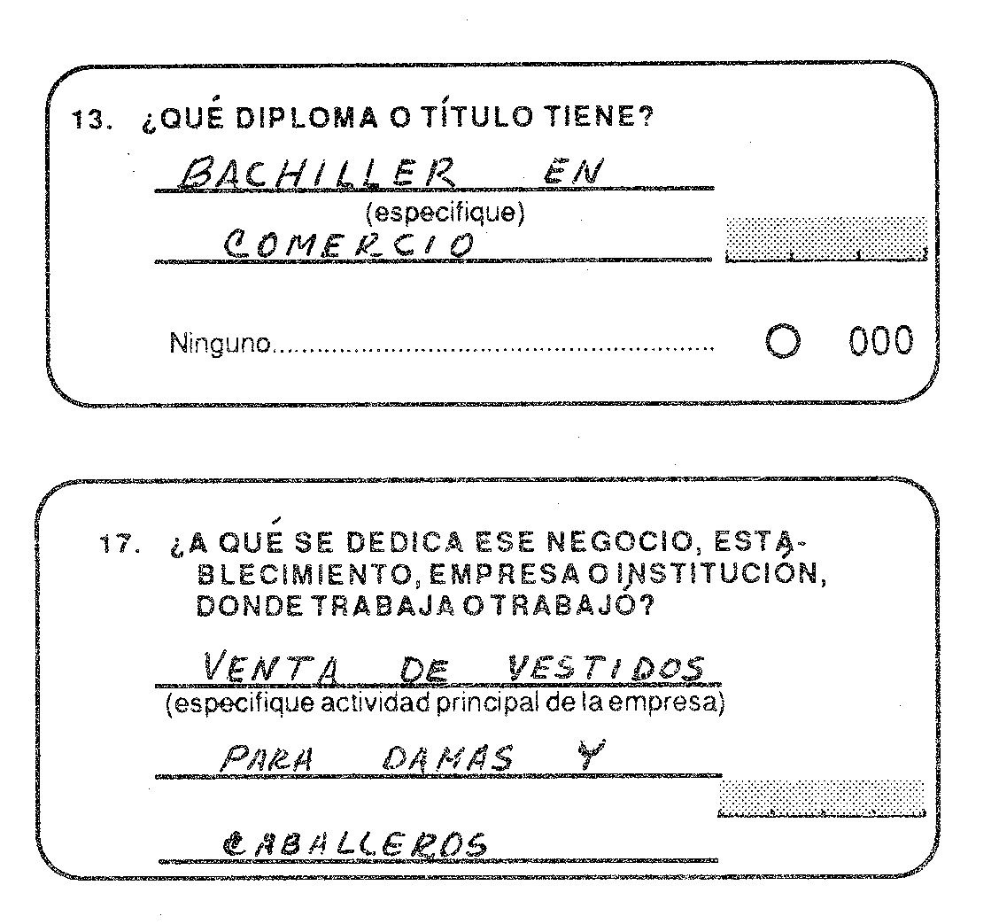 13. ¿QUÉ DIPLOMA O TÍTULO TIENE?
BACHILLER EN
(especifique)
COMERCIO
Ninguno........................................................ O 000
17. ¿A QUÉ SE DEDICA ESE NEGOCIO, ESTA-
BLECIMIENTO, EMPRESA O INSTITUCIÓN,
DONDE TRABAJA O TRABAJÓ?
VENTA DE VESTIDOS
(especifique actividad principal de la empresa)
PARA DAMAS Y
CABALLEROS